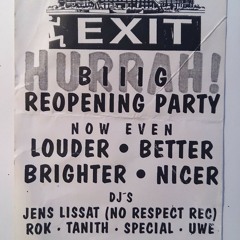 EXIT
HURRAH!
BIIIG
REOPENING PARTY
NOW EVEN
LOUDER • BETTER
BRIGHTER • NICER
DJ'S
JENS LISSAT (NO RESPECT REC)
ROK · TANITH · SPECIAL · UWE